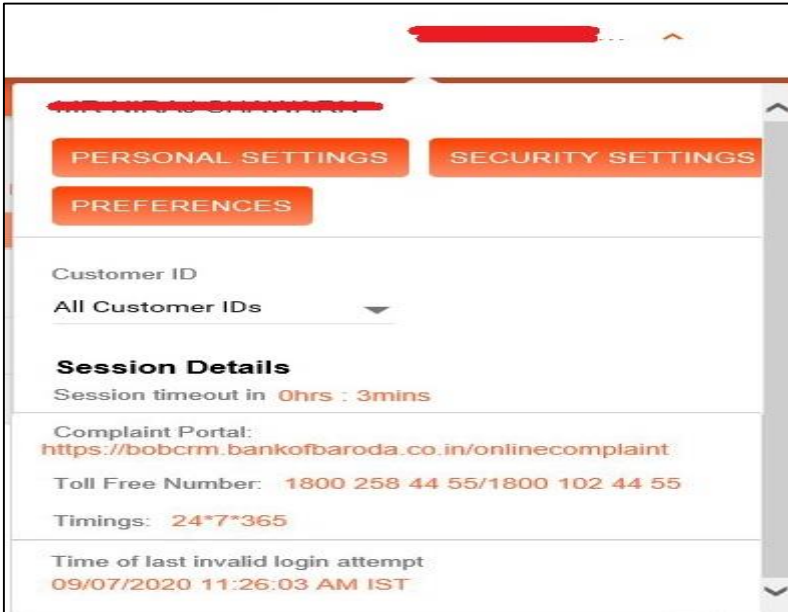 ...
PERSONAL SETTINGS SECURITY SETTINGS
PREFERENCES
Customer ID
All Customer IDs
Session Details
Session timeout in 0hrs : 3mins
Complaint Portal:
https://bobcrm.bankofbaroda.co.in/onlinecomplaint
Toll Free Number: 1800 258 44 55/1800 102 44 55
Timings: 24*7*365
Time of last invalid login attempt
09/07/2020 11:26:03 AM IST